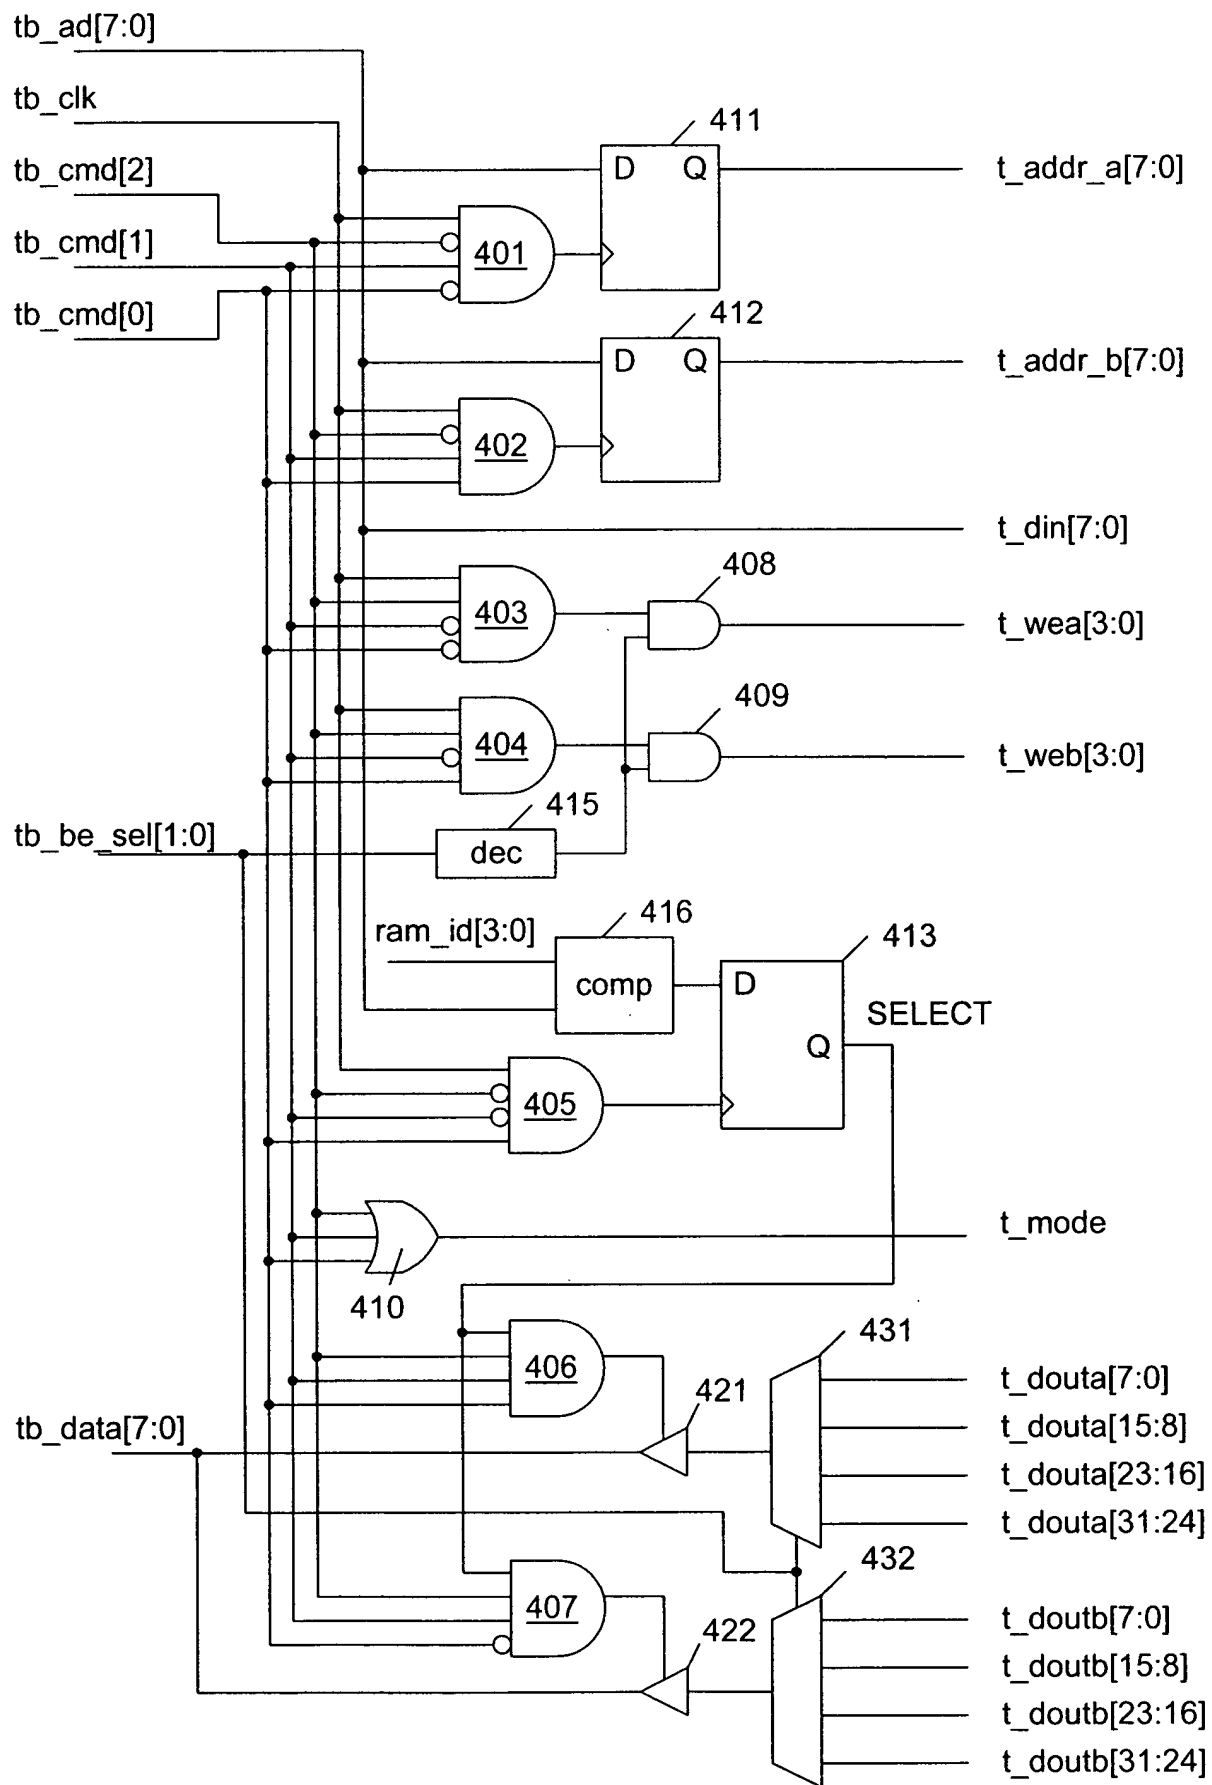 tb_ad[7:0]
tb_clk
411
tb_cmd[2]
D Q
t_addr_a[7:0]
tb_cmd[1]
401
tb_cmd[0]
412
D Q
t_addr_b[7:0]
402
t_din[7:0]
408
403
415
t_wea[3:0]
409
404
t_web[3:0]
415
tb_be_sel[1:0]
dec
416
ram_id[3:0]
413
comp
D
SELECT
Q
405
t_mode
410
431
406
421
t_douta[7:0]
tb_data[7:0]
t_douta[15:8]
t_douta[23:16]
t_douta[31:24]
432
407
422
t_doutb[7:0]
t_doutb[15:8]
t_doutb[23:16]
t_doutb[31:24]